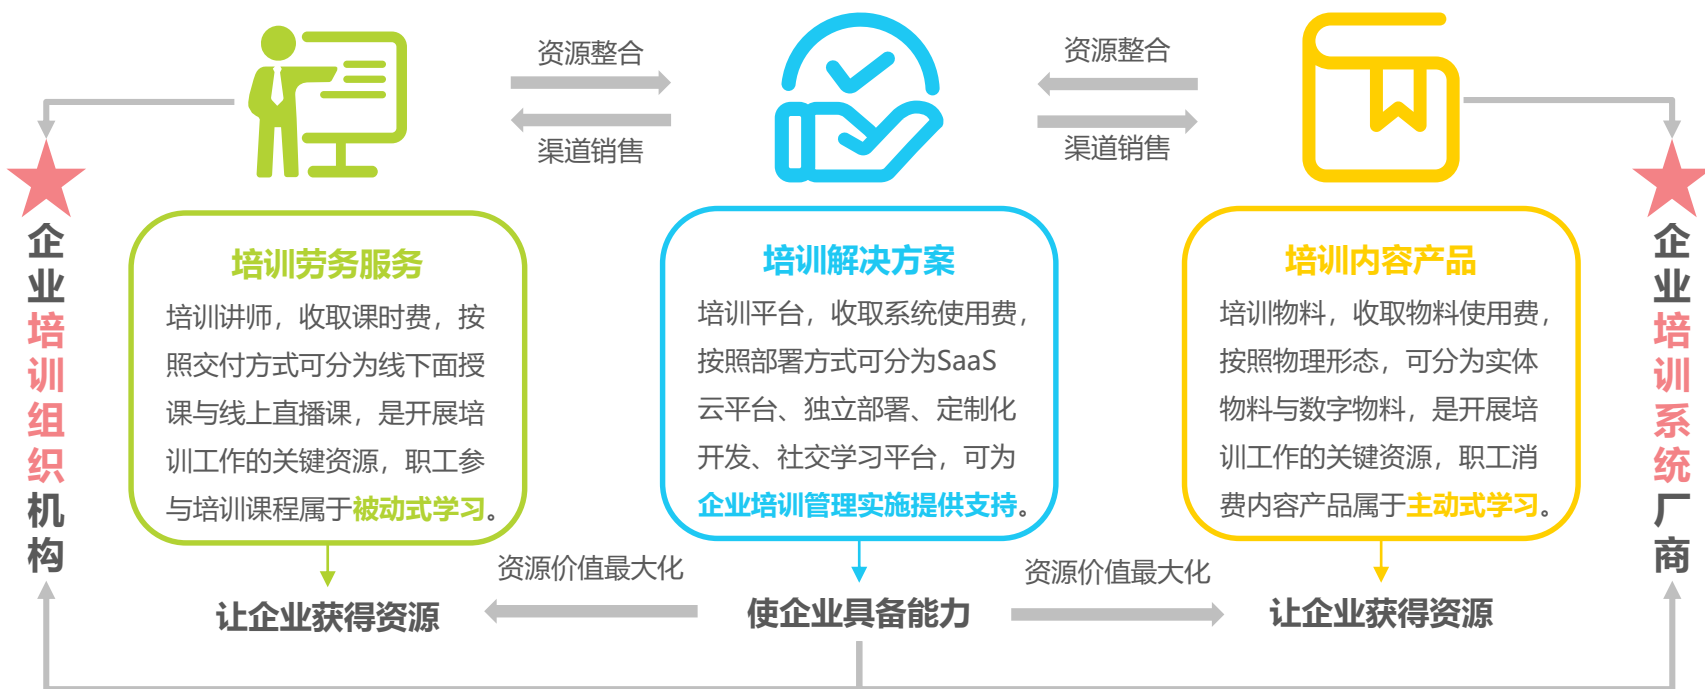 资源整合
渠道销售
资源整合
渠道销售
企业培训组织机构
培训劳务服务
培训讲师，收取课时费，按
照交付方式可分为线下面授
课与线上直播课，是开展培
训工作的关键资源，职工参
与培训课程属于被动式学习。
培训解决方案
培训平台，收取系统使用费，
按照部署方式可分为SaaS
云平台、独立部署、定制化
开发、社交学习平台，可为
企业培训管理实施提供支持。
培训内容产品
培训物料，收取物料使用费，
按照物理形态，可分为实体
物料与数字物料，是开展培
训工作的关键资源，职工消
费内容产品属于主动式学习。
企业培训系统厂商
资源价值最大化
资源价值最大化
让企业获得资源
使企业具备能力
让企业获得资源